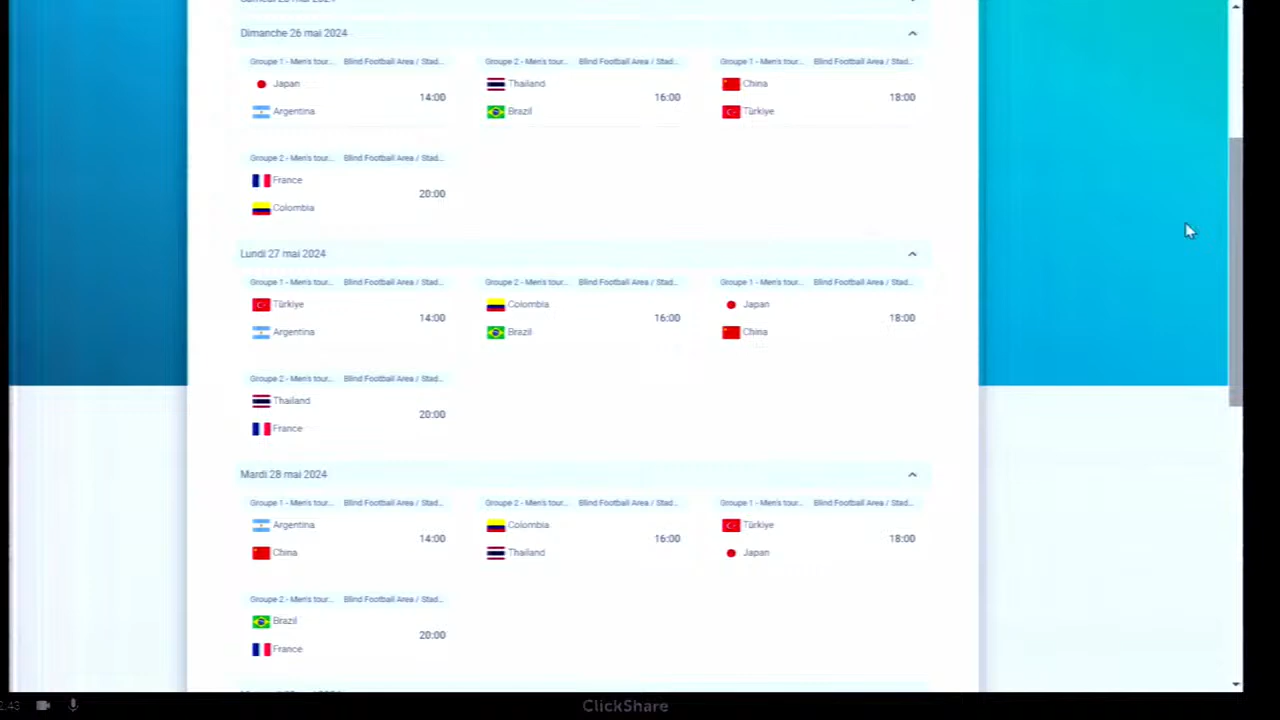 Dimanche 26 mai 2024
Groupe 1 - Men's tour... Blind Football Area / Stad...
Japan
14:00
Argentina
Groupe 2 - Men's tour... Blind Football Area / Stad...
Thailand
16:00
Brazil
Groupe 1 - Men's tour... Blind Football Area / Stad...
China
18:00
Türkiye
Groupe 2 - Men's tour... Blind Football Area / Stad...
France
20:00
Colombia
Lundi 27 mai 2024
Groupe 1 - Men's tour... Blind Football Area / Stad...
Türkiye
14:00
Argentina
Groupe 2 - Men's tour... Blind Football Area / Stad...
Colombia
16:00
Brazil
Groupe 1 - Men's tour... Blind Football Area / Stad...
Japan
18:00
China
Groupe 2 - Men's tour... Blind Football Area / Stad...
Thailand
20:00
France
Mardi 28 mai 2024
Groupe 1 - Men's tour... Blind Football Area / Stad...
Argentina
14:00
China
Groupe 2 - Men's tour... Blind Football Area / Stad...
Colombia
16:00
Thailand
Groupe 1 - Men's tour... Blind Football Area / Stad...
Türkiye
18:00
Japan
Groupe 2 - Men's tour... Blind Football Area / Stad...
Brazil
20:00
France
ClickShare